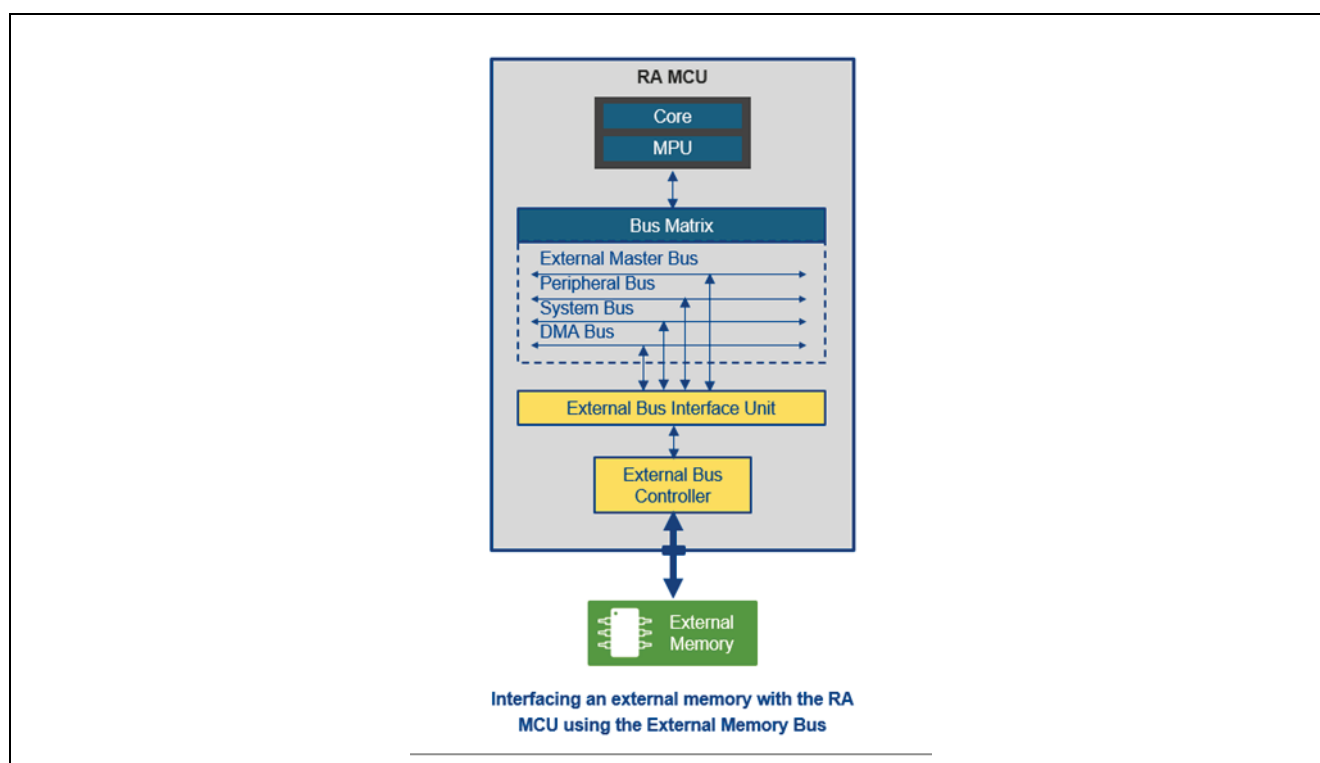 RA MCU
Core
MPU
Bus Matrix
External Master Bus
Peripheral Bus
System Bus
DMA Bus
External Bus Interface Unit
External Bus
Controller
External
Memory
Interfacing an external memory with the RA
MCU using the External Memory Bus